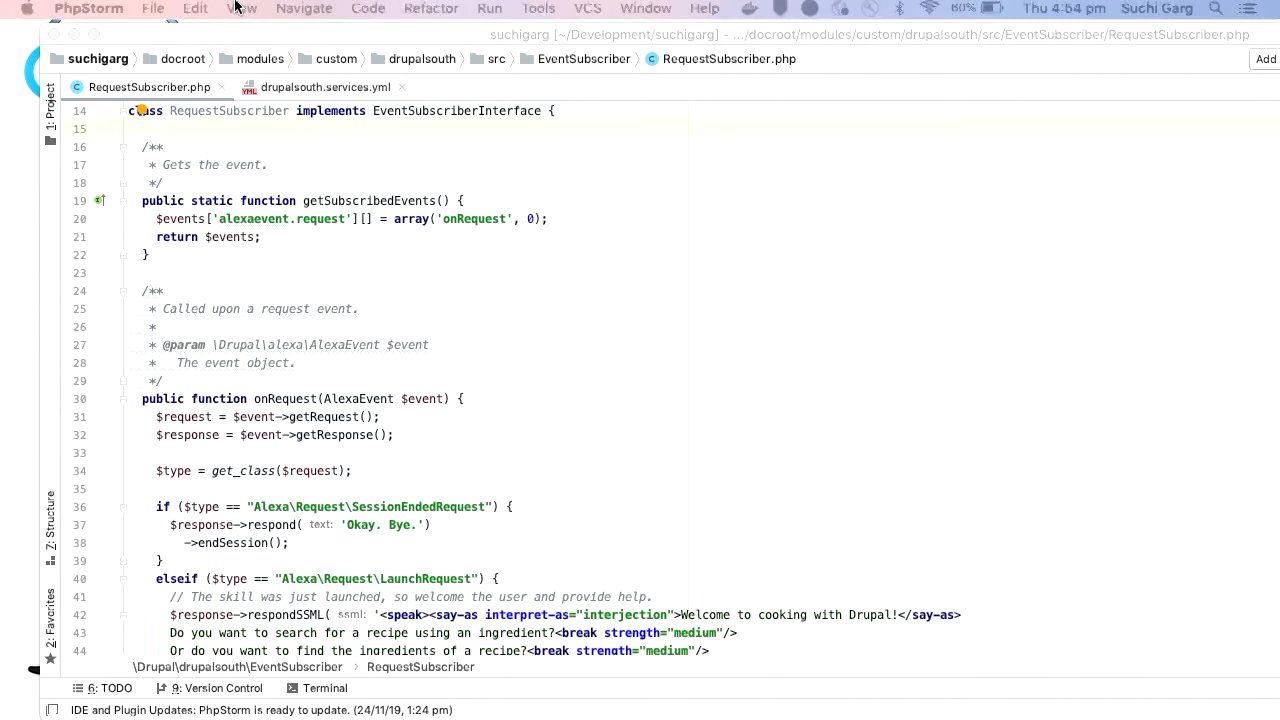 PhpStorm File Edit View Navigate Code Refactor Run Tools VCS Window Help 60% Thu 4:54 pm Suchi Garg
suchigarg [~/Development/suchigarg] - .../docroot/modules/custom/drupalsouth/src/EventSubscriber/RequestSubscriber.php
suchigarg docroot modules custom drupalsouth src EventSubscriber RequestSubscriber.php Add
RequestSubscriber.php drupalsouth.services.yml
1: Project
7: Structure
2: Favorites
14 class RequestSubscriber implements EventSubscriberInterface {
15
16 /**
17 * Gets the event.
18 */
19 public static function getSubscribedEvents() {
20 $events['alexaevent.request'][] = array('onRequest', 0);
21 return $events;
22 }
23
24 /**
25 * Called upon a request event.
26 *
27 * @param \Drupal\alexa\AlexaEvent $event
28 * The event object.
29 */
30 public function onRequest(AlexaEvent $event) {
31 $request = $event->getRequest();
32 $response = $event->getResponse();
33
34 $type = get_class($request);
35
36 if ($type == "Alexa\Request\SessionEndedRequest") {
37 $response->respond( text: 'Okay. Bye.')
38 ->endSession();
39 }
40 elseif ($type == "Alexa\Request\LaunchRequest") {
41 // The skill was just launched, so welcome the user and provide help.
42 $response->respondSSML( ssml: '<speak><say-as interpret-as="interjection">Welcome to cooking with Drupal!</say-as>
43 Do you want to search for a recipe using an ingredient?<break strength="medium"/>
44 Or do you want to find the ingredients of a recipe?<break strength="medium"/>
\Drupal\drupalsouth\EventSubscriber RequestSubscriber
6: TODO 9: Version Control Terminal
IDE and Plugin Updates: PhpStorm is ready to update. (24/11/19, 1:24 pm)